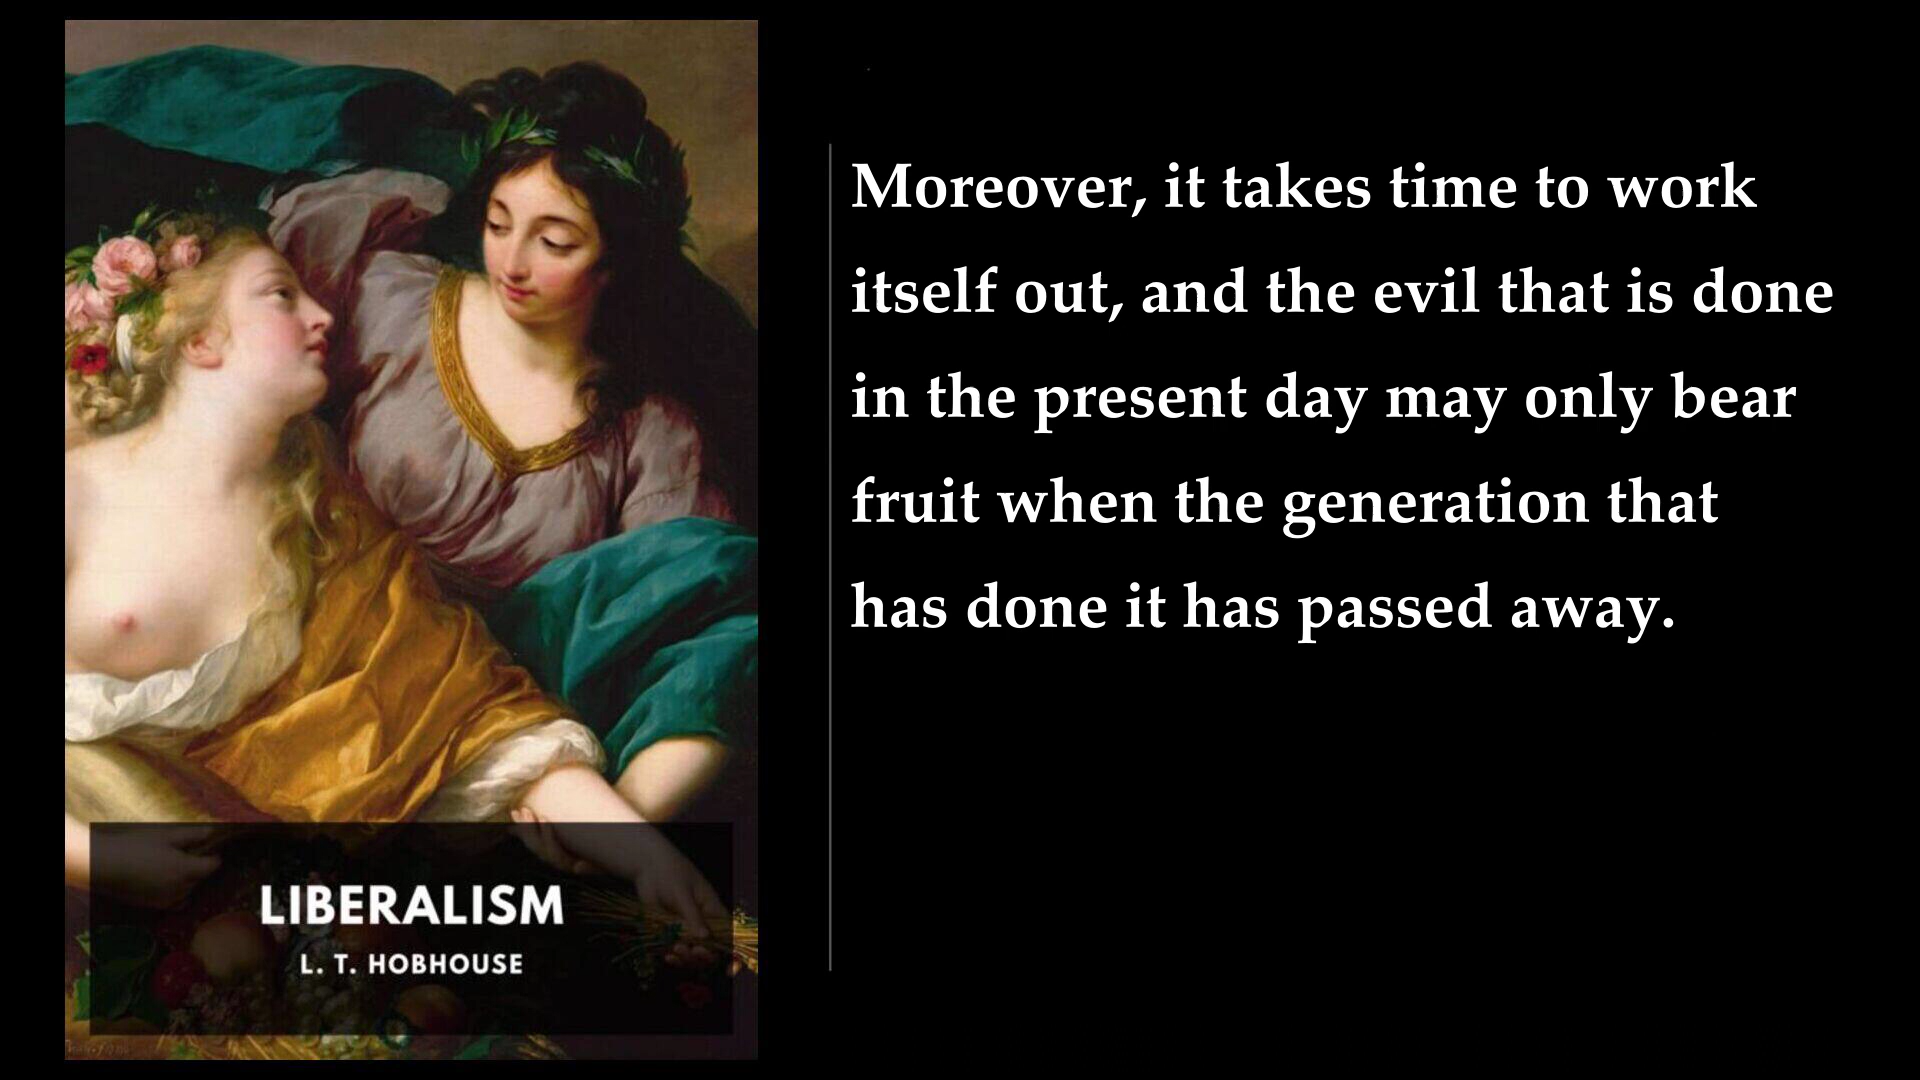 LIBERALISM
L. T. HOBHOUSE
Moreover, it takes time to work
itself out, and the evil that is done
in the present day may only bear
fruit when the generation that
has done it has passed away.